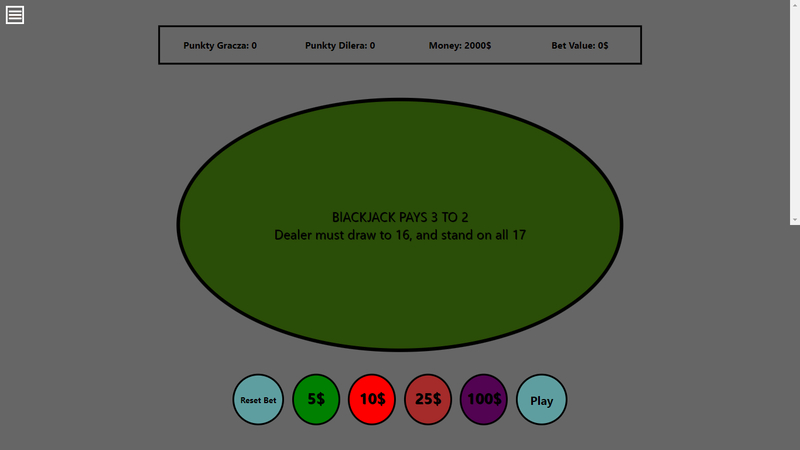 Punkty Gracza: 0 Punkty Dilera: 0 Money: 2000$ Bet Value: 0$
BlACKJACK PAYS 3 TO 2
Dealer must draw to 16, and stand on all 17
Reset Bet 5$ 10$ 25$ 100$ Play